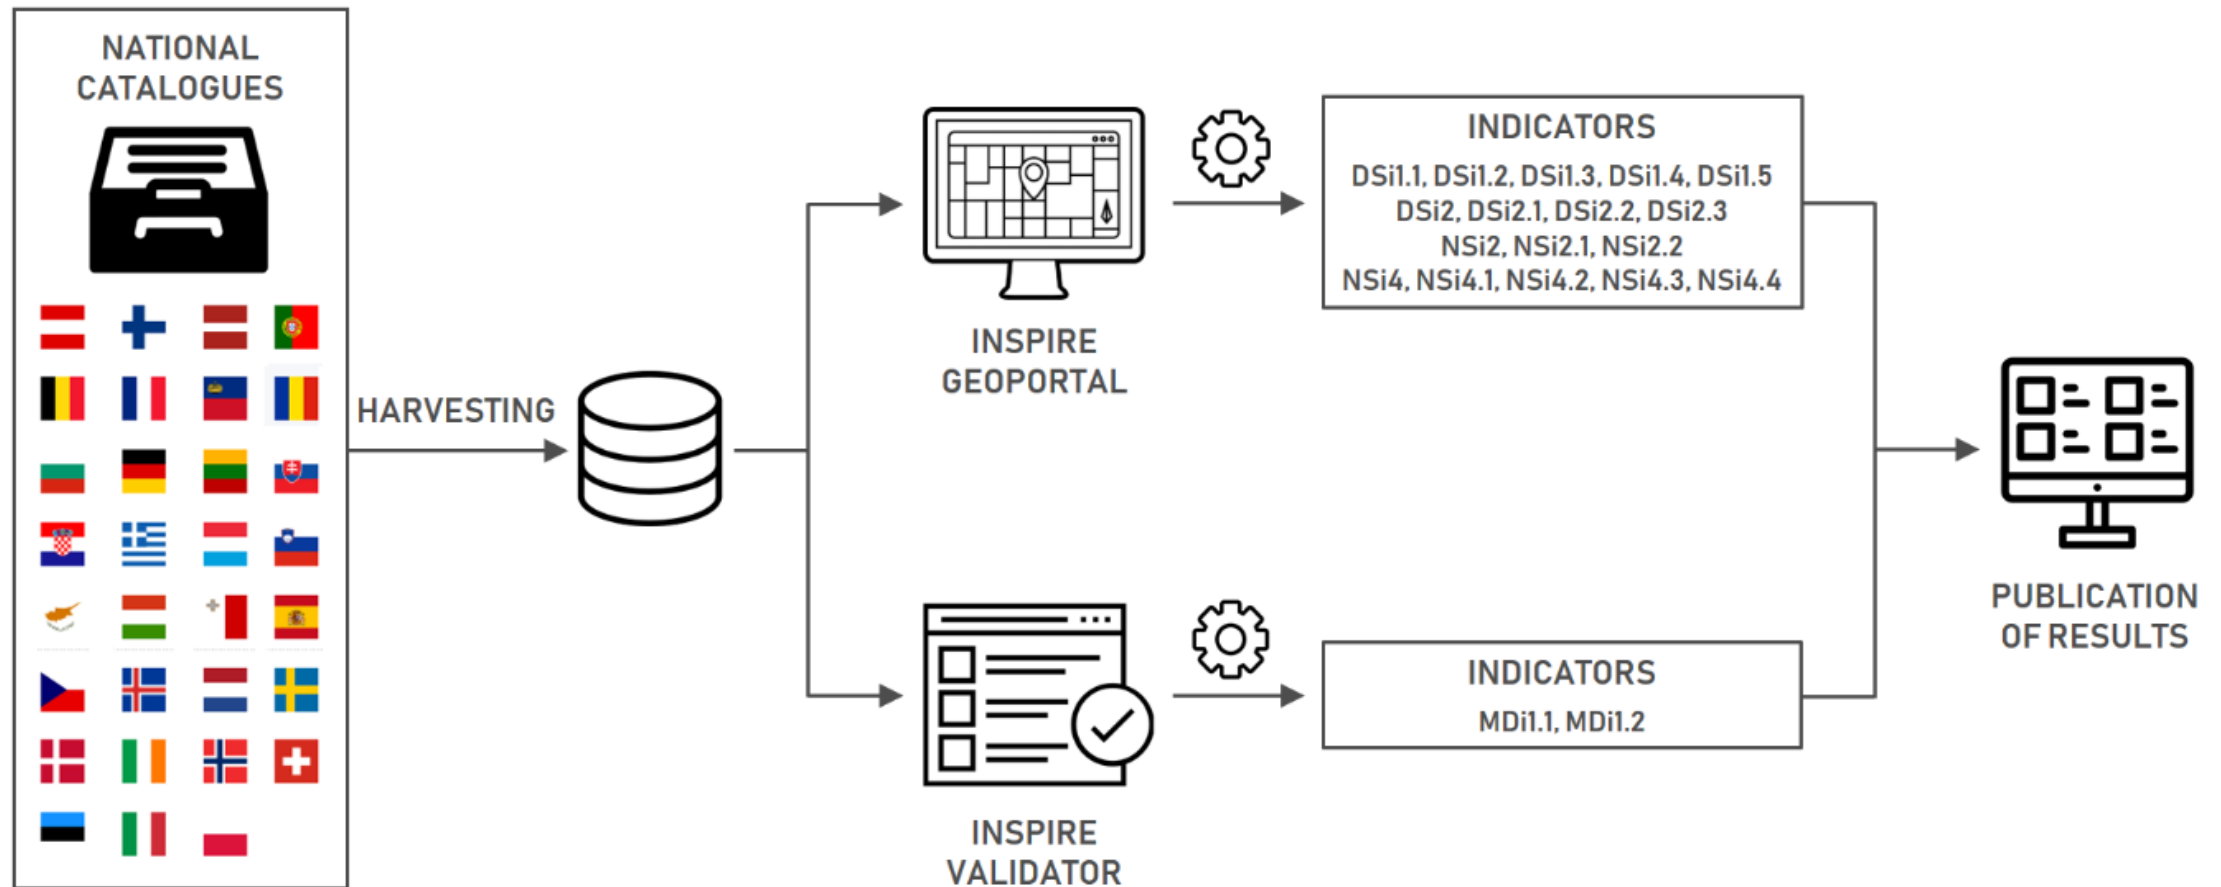 NATIONAL
CATALOGUES
HARVESTING
INSPIRE
GEOPORTAL
INDICATORS
DSi1.1, DSi1.2, DSi1.3, DSi1.4, DSi1.5
DSi2, DSi2.1, DSi2.2, DSi2.3
NSi2, NSi2.1, NSi2.2
NSi4, NSi4.1, NSi4.2, NSi4.3, NSi4.4
INSPIRE
VALIDATOR
INDICATORS
MDi1.1, MDi1.2
PUBLICATION
OF RESULTS